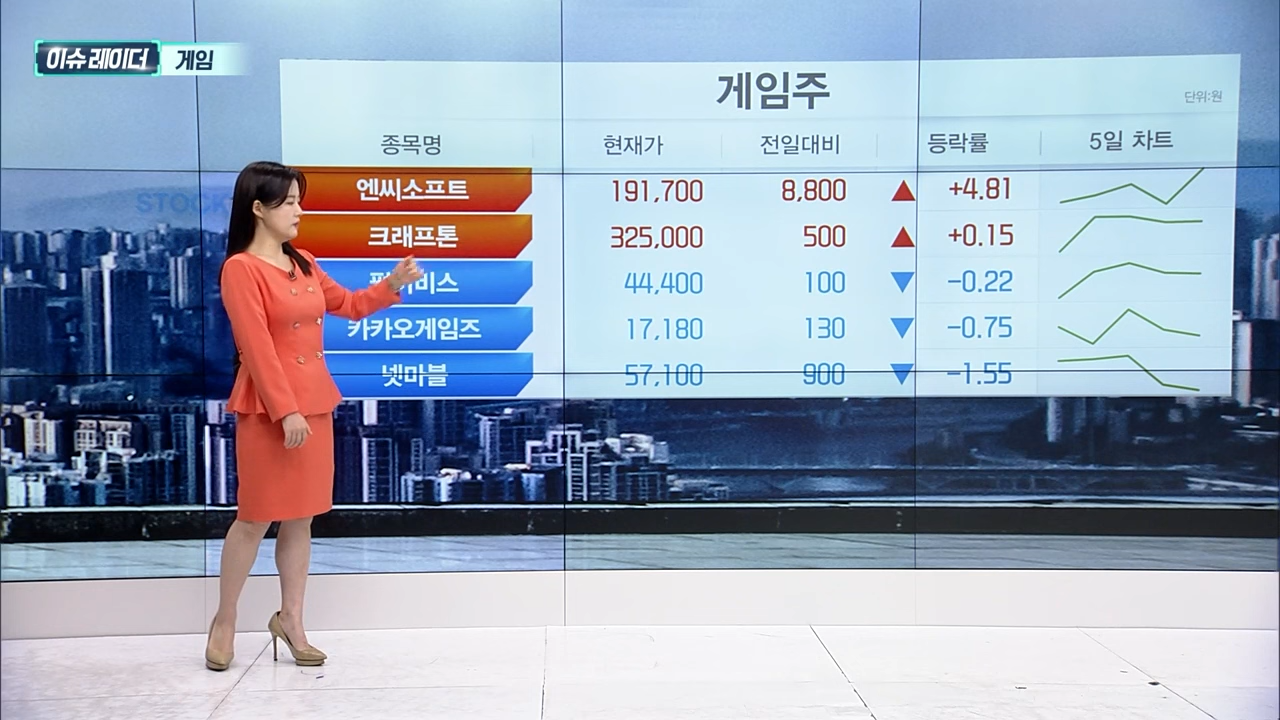 이슈 레이더 게임
게임주
단위:원
종목명 현재가 전일대비 등락률 5일 차트
엔씨소프트 191,700 8,800 ▲ +4.81
크래프톤 325,000 500 ▲ +0.15
비스 44,400 100 ▼ -0.22
카카오게임즈 17,180 130 ▼ -0.75
넷마블 57,100 900 ▼ -1.55
STOCK